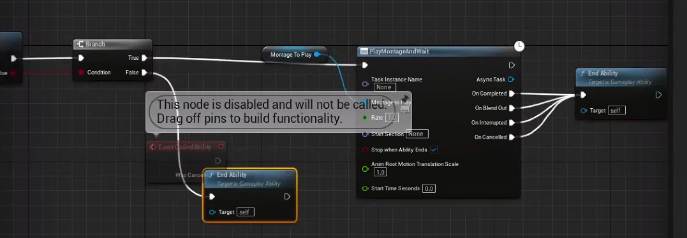 Branch
True
Condition
False
Montage To Play
PlayMontageAndWait
Task Instance Name
None
Async Task
Montage to Play
On Completed
Rate
1.0
On Blend Out
Start Section
None
On Interrupted
On Cancelled
Stop when Ability Ends
Anim Root Motion Translation Scale
1.0
Start Time Seconds
0.0
End Ability
Target is Gameplay Ability
Target
self
This node is disabled and will not be called.
Drag off pins to build functionality.
End Ability
Target is Gameplay Ability
Target
self